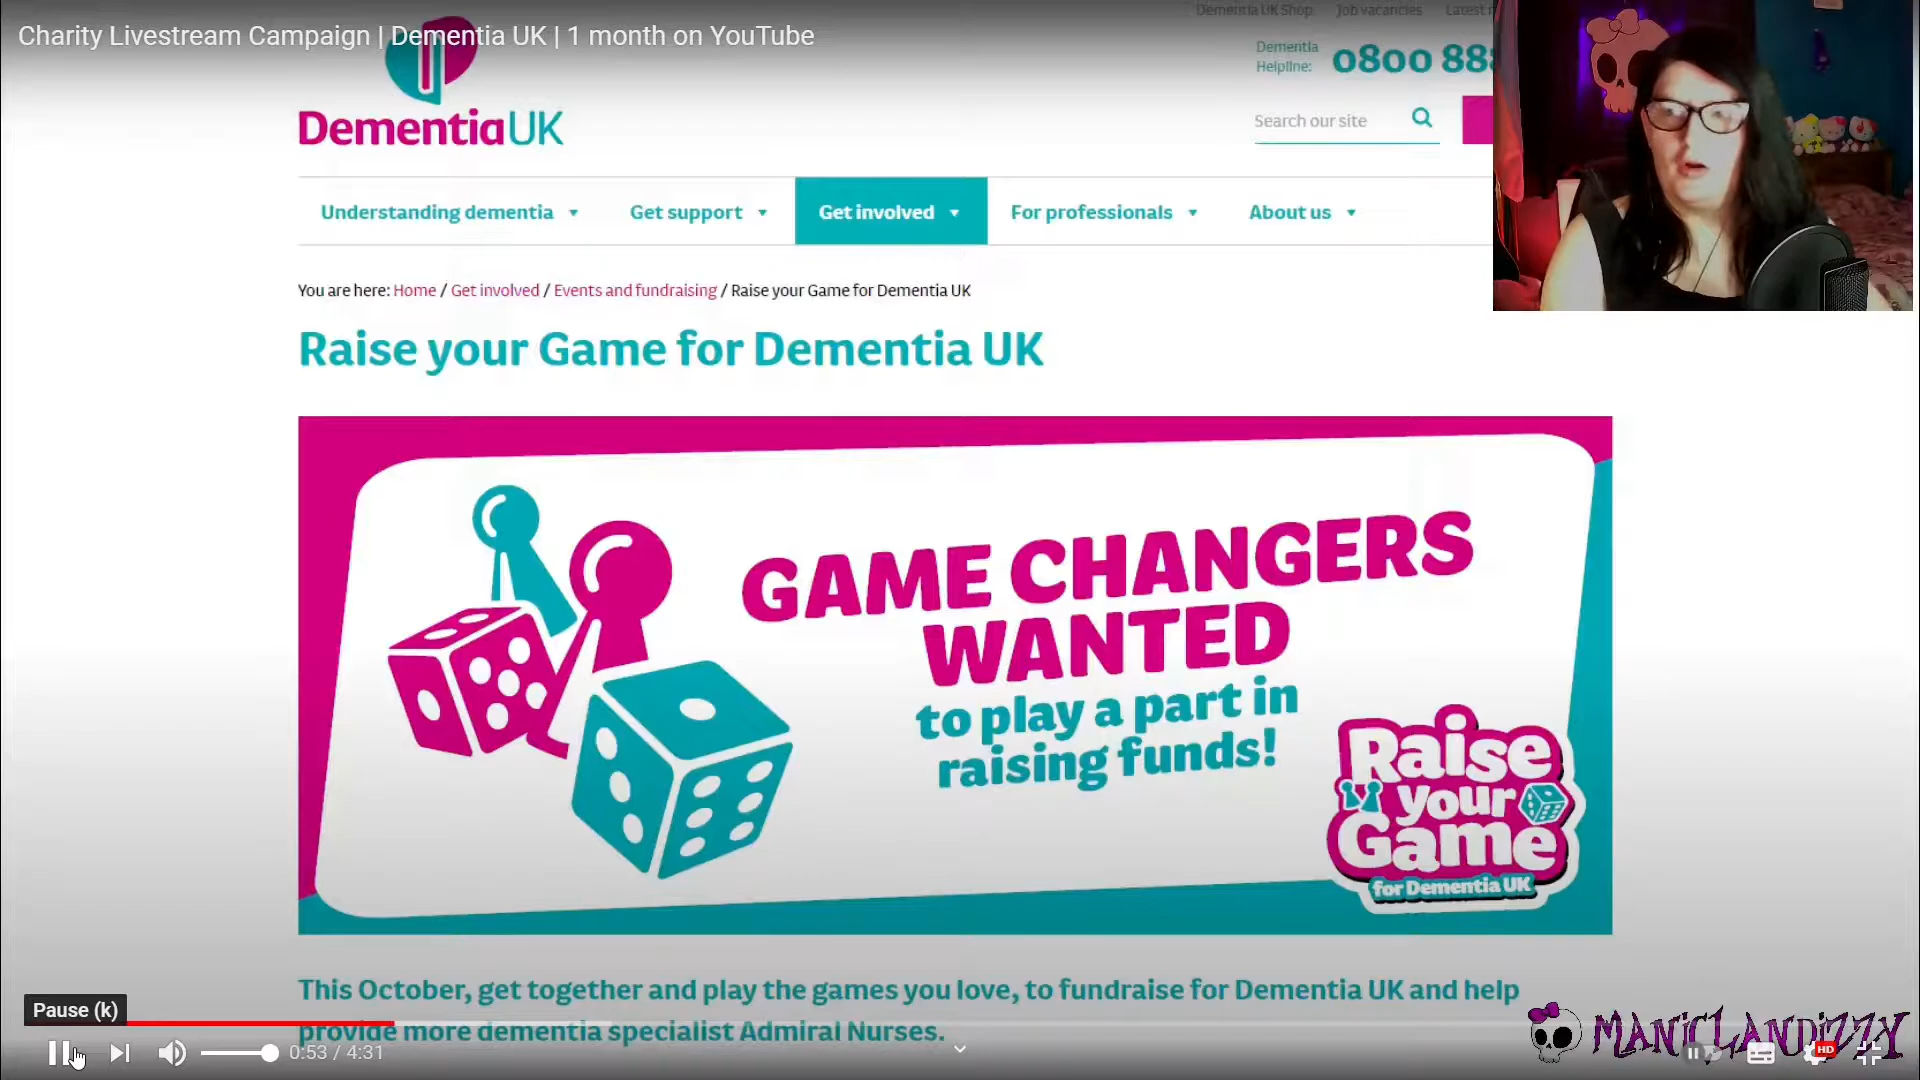 Charity Livestream Campaign | Dementia UK | 1 month on YouTube
Dementia UK Shop Job vacancies
DementiaUK
Dementia
Helpline:
0800
Search our site
Understanding dementia
Get support
Get involved
For professionals
About us
You are here: Home / Get involved / Events and fundraising / Raise your Game for Dementia UK
Raise your Game for Dementia UK
GAME CHANGERS
WANTED
to play a part in
raising funds!
Raise
your
Game
for Dementia UK
This October, get together and play the games you love, to fundraise for Dementia UK and help
provide more dementia specialist Admiral Nurses.
Pause (k)
0:53 / 4:31
HD
MANiCLANDiZZY